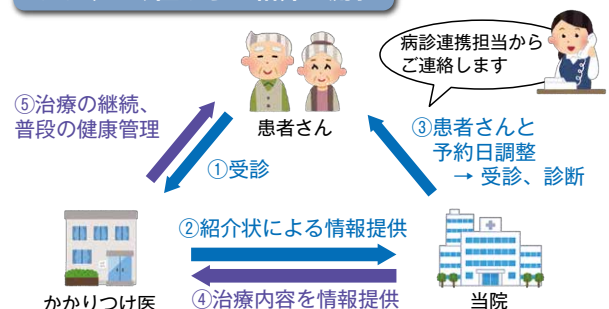 病診連携担当から
ご連絡します
⑤治療の継続、
普段の健康管理
患者さん
①受診
③患者さんと
予約日調整
→ 受診、診断
②紹介状による情報提供
④治療内容を情報提供
かかりつけ医
当院